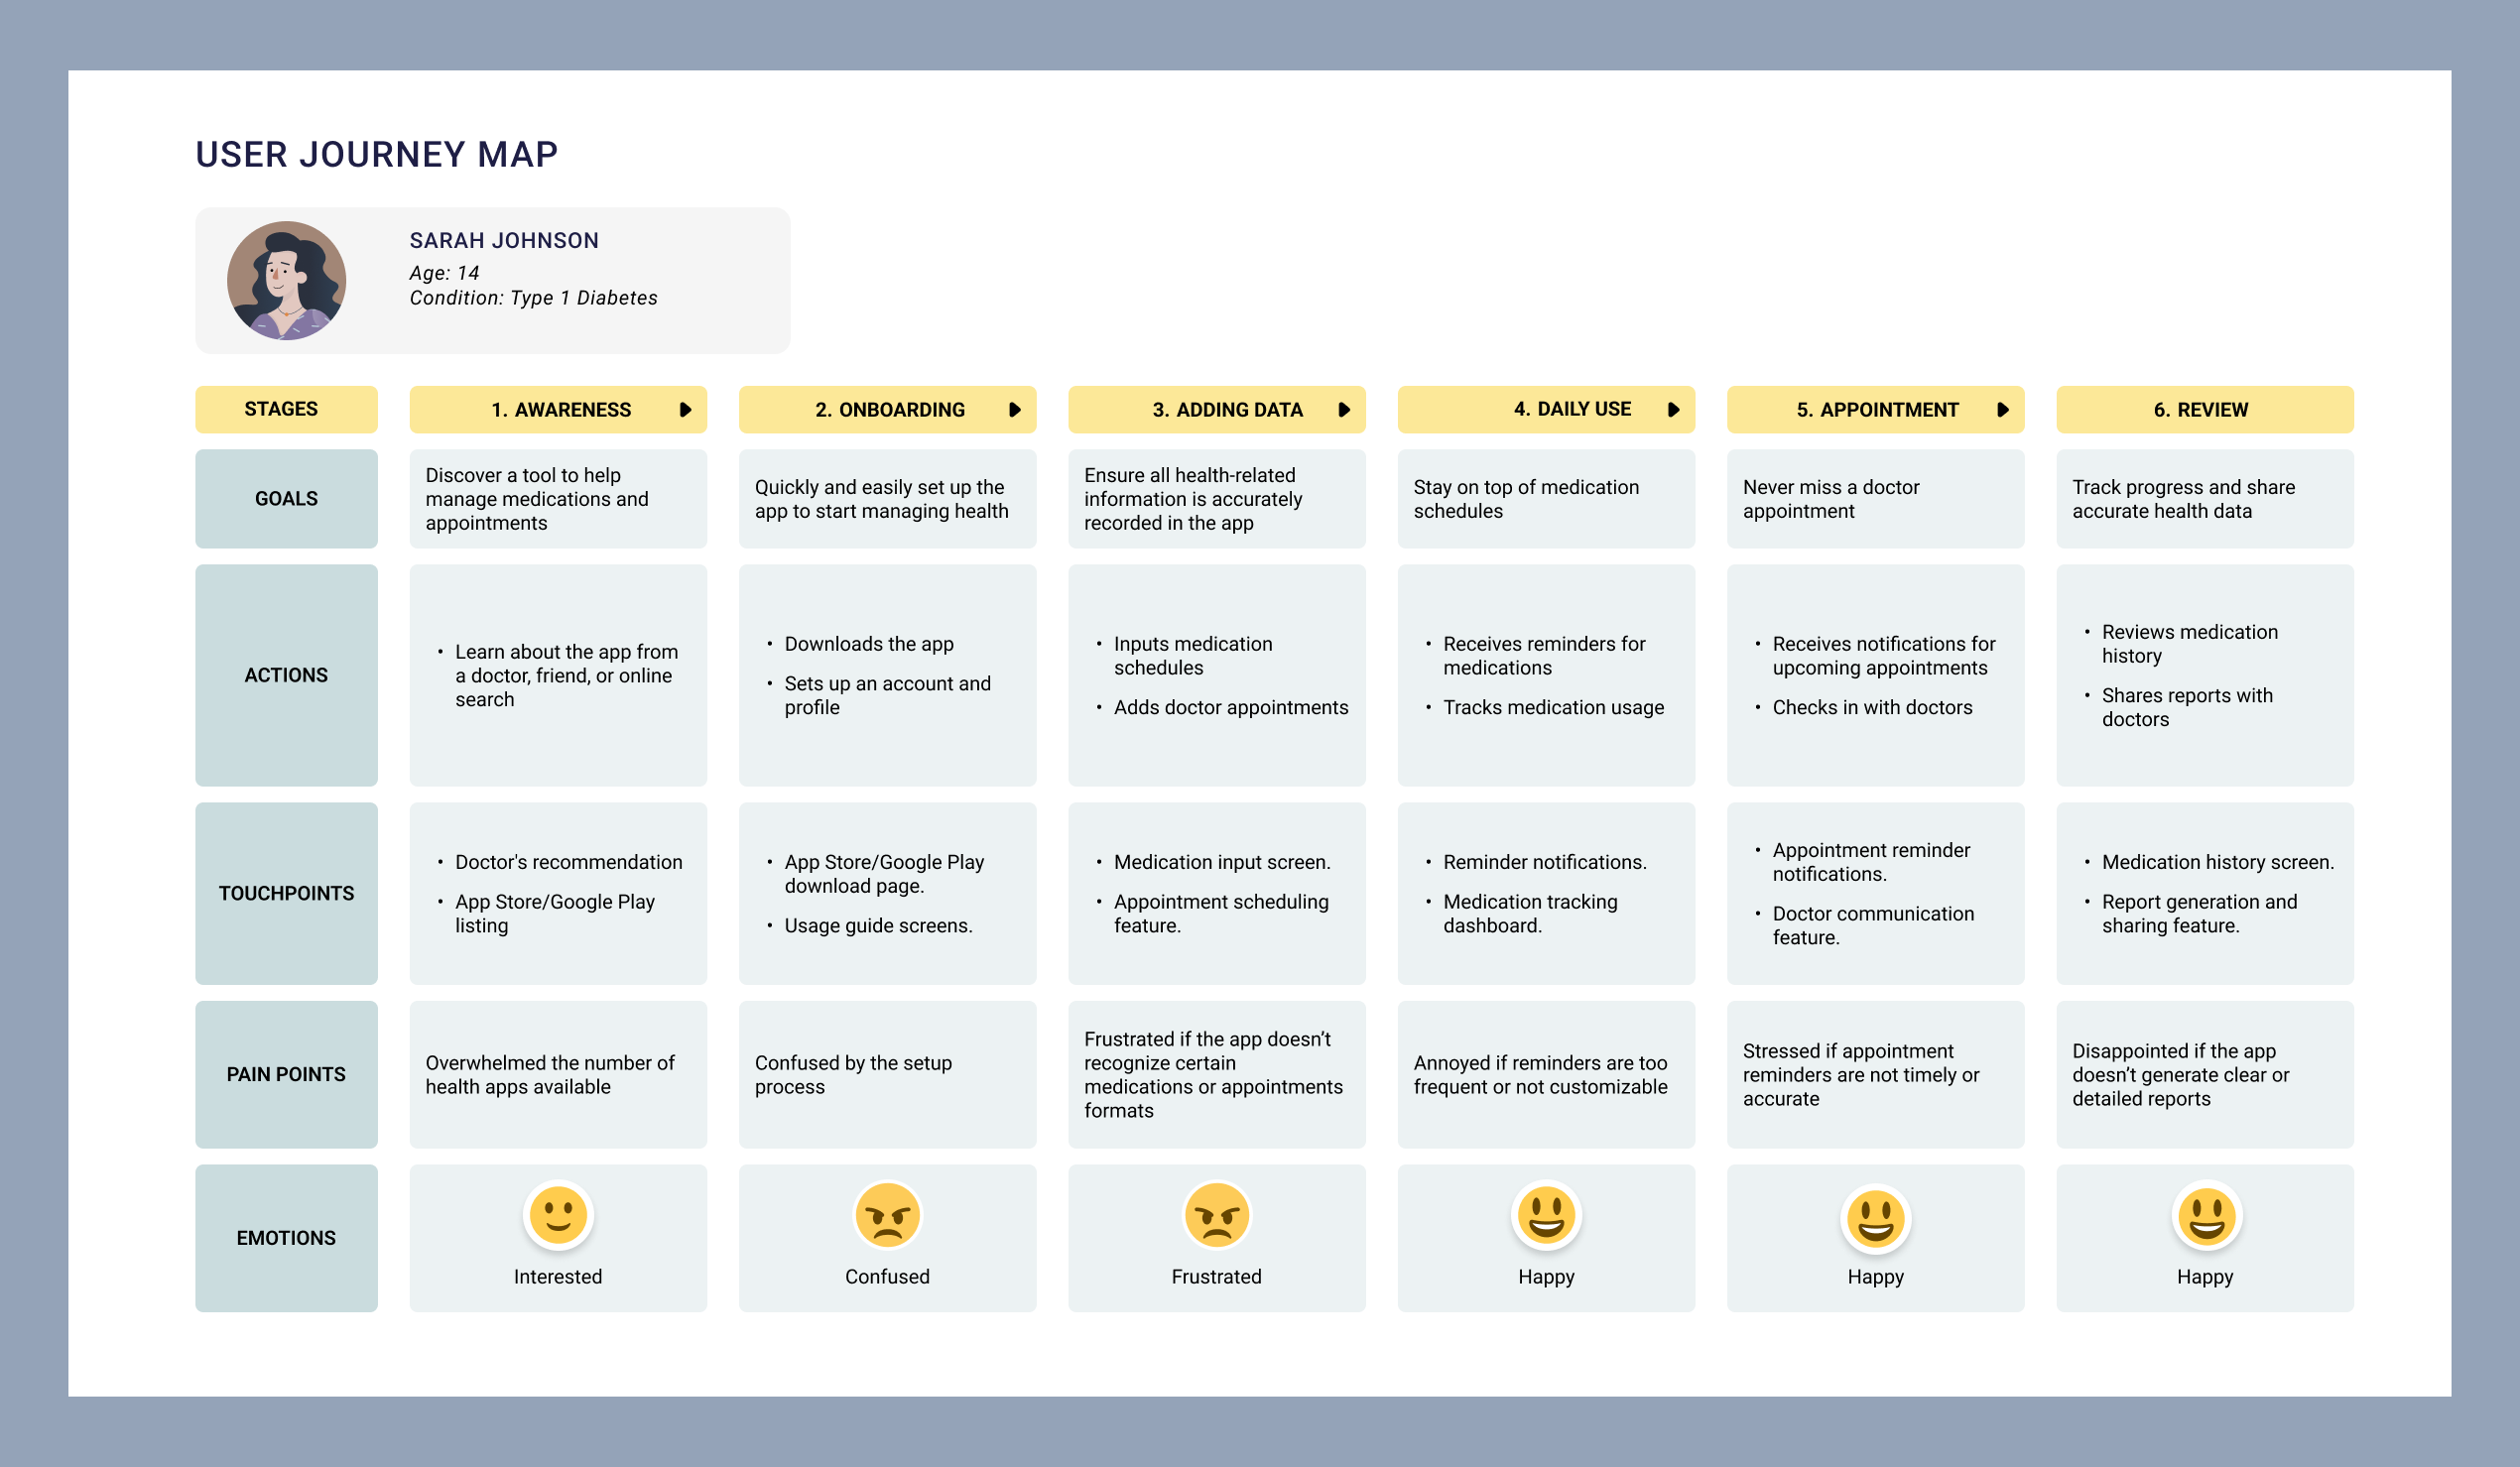 USER JOURNEY MAP
SARAH JOHNSON
Age: 14
Condition: Type 1 Diabetes
STAGES
1. AWARENESS
2. ONBOARDING
3. ADDING DATA
4. DAILY USE
5. APPOINTMENT
6. REVIEW
GOALS
Discover a tool to help
manage medications and
appointments
Quickly and easily set up the
app to start managing health
Ensure all health-related
information is accurately
recorded in the app
Stay on top of medication
schedules
Never miss a doctor
appointment
Track progress and share
accurate health data
ACTIONS
• Learn about the app from
a doctor, friend, or online
search
• Downloads the app
• Sets up an account and
profile
• Inputs medication
schedules
• Adds doctor appointments
• Receives reminders for
medications
• Tracks medication usage
• Receives notifications for
upcoming appointments
• Checks in with doctors
• Reviews medication
history
• Shares reports with
doctors
TOUCHPOINTS
• Doctor's recommendation
• App Store/Google Play
listing
• App Store/Google Play
download page.
• Usage guide screens.
• Medication input screen.
• Appointment scheduling
feature.
• Reminder notifications.
• Medication tracking
dashboard.
• Appointment reminder
notifications.
• Doctor communication
feature.
• Medication history screen.
• Report generation and
sharing feature.
PAIN POINTS
Overwhelmed the number of
health apps available
Confused by the setup
process
Frustrated if the app doesn’t
recognize certain
medications or appointments
formats
Annoyed if reminders are too
frequent or not customizable
Stressed if appointment
reminders are not timely or
accurate
Disappointed if the app
doesn’t generate clear or
detailed reports
EMOTIONS
Interested
Confused
Frustrated
Happy
Happy
Happy